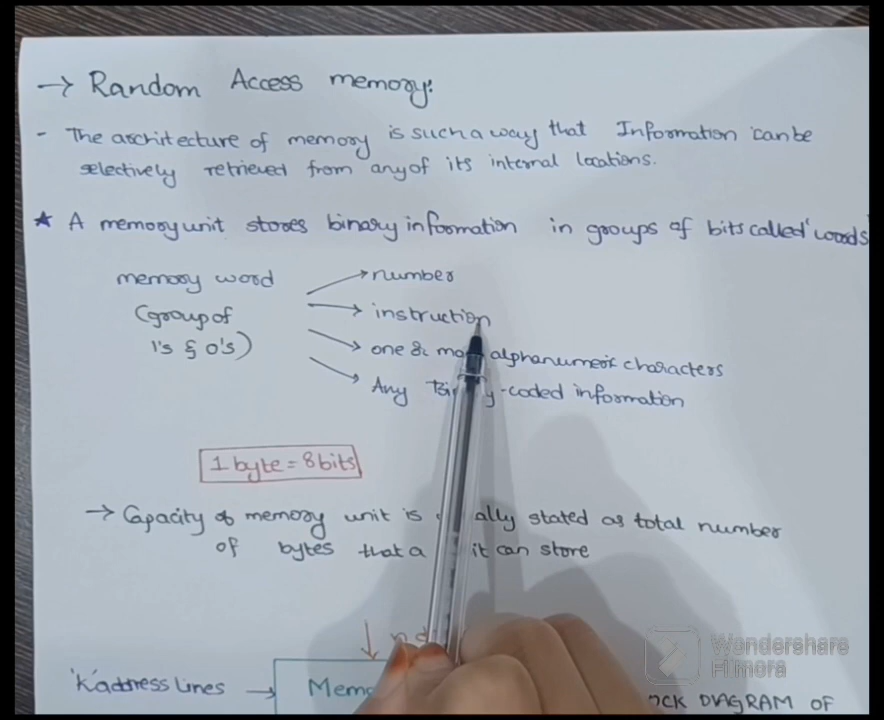 → Random Access memory:
- The architecture of memory is such a way that Information can be
selectively retrieved from any of its internal locations.
* A memory unit stores binary information in groups of bits called 'words
memory word → number
(group of → instruction
1's & 0's) → one & alphanumeric characters
→ Any coded information
1 byte = 8 bits
→ Capacity of memory unit is stated as total number
of bytes that a it can store
'K' address lines →
DIAGRAM OF
Wondershare
Filmora